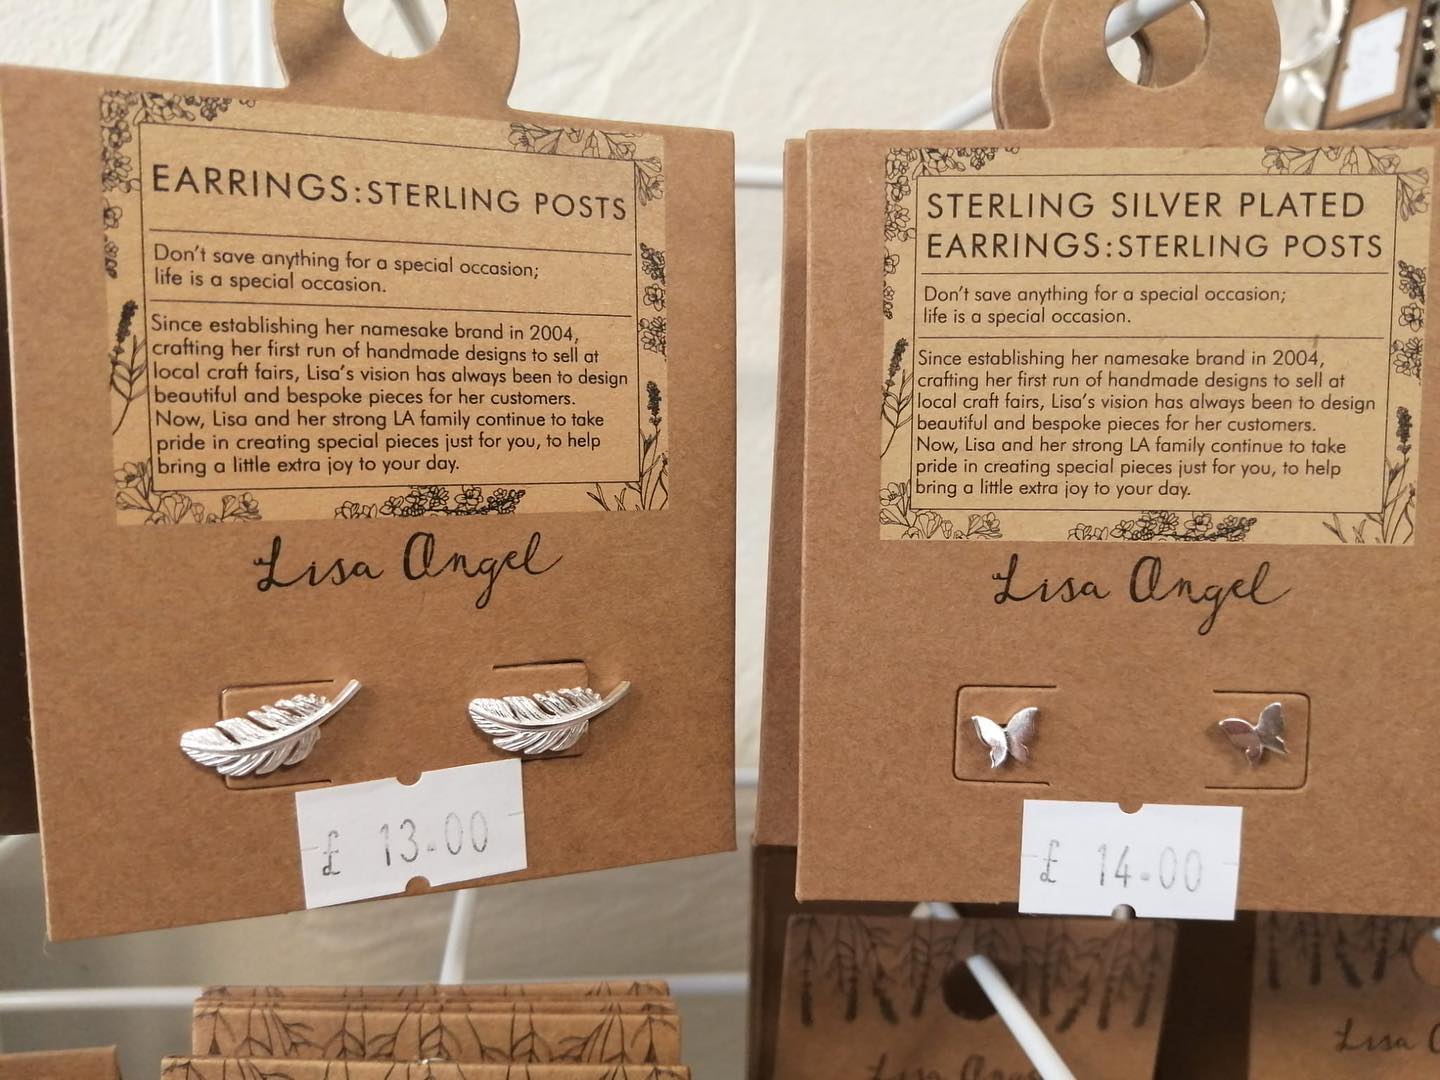 EARRINGS:STERLING POSTS
Don't save anything for a special occasion;
life is a special occasion.
Since establishing her namesake brand in 2004,
crafting her first run of handmade designs to sell at
local craft fairs, Lisa's vision has always been to design
beautiful and bespoke pieces for her customers.
Now, Lisa and her strong LA family continue to take
pride in creating special pieces just for you, to help
bring a little extra joy to your day.
Lisa Angel
£ 13.00
STERLING SILVER PLATED
EARRINGS:STERLING POSTS
Don't save anything for a special occasion;
life is a special occasion.
Since establishing her namesake brand in 2004,
crafting her first run of handmade designs to sell at
local craft fairs, Lisa's vision has always been to design
beautiful and bespoke pieces for her customers.
Now, Lisa and her strong LA family continue to take
pride in creating special pieces just for you, to help
bring a little extra joy to your day.
Lisa Angel
£ 14.00
Lisa Angel
Lisa